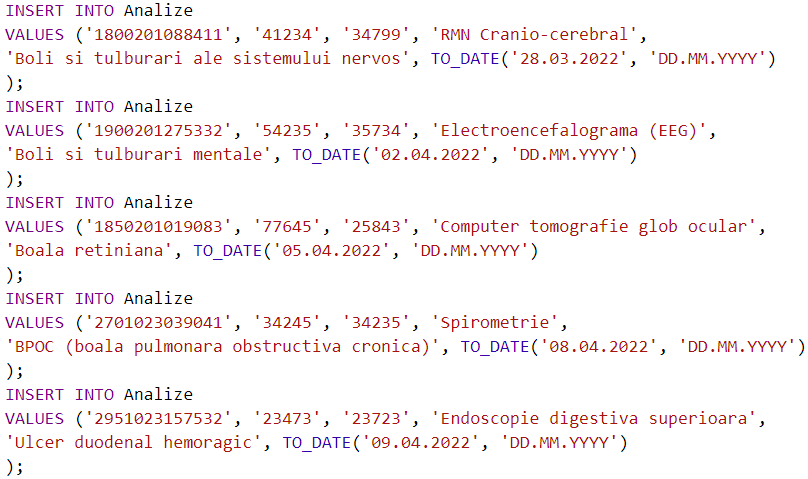 INSERT INTO Analize
VALUES ('1800201088411', '41234', '34799', 'RMN Cranio-cerebral',
'Boli si tulburari ale sistemului nervos', TO_DATE('28.03.2022', 'DD.MM.YYYY')
);
INSERT INTO Analize
VALUES ('1900201275332', '54235', '35734', 'Electroencefalograma (EEG)',
'Boli si tulburari mentale', TO_DATE('02.04.2022', 'DD.MM.YYYY')
);
INSERT INTO Analize
VALUES ('1850201019083', '77645', '25843', 'Computer tomografie glob ocular',
'Boala retiniana', TO_DATE('05.04.2022', 'DD.MM.YYYY')
);
INSERT INTO Analize
VALUES ('2701023039041', '34245', '34235', 'Spirometrie',
'BPOC (boala pulmonara obstructiva cronica)', TO_DATE('08.04.2022', 'DD.MM.YYYY')
);
INSERT INTO Analize
VALUES ('2951023157532', '23473', '23723', 'Endoscopie digestiva superioara',
'Ulcer duodenal hemoragic', TO_DATE('09.04.2022', 'DD.MM.YYYY')
);